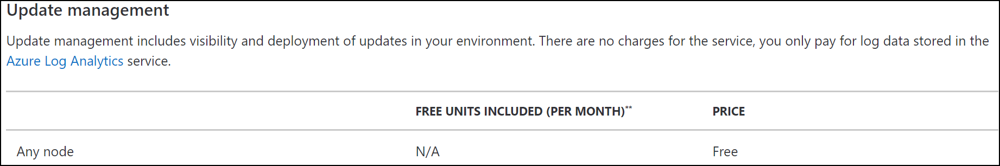 Update management
Update management includes visibility and deployment of updates in your environment. There are no charges for the service, you only pay for log data stored in the
Azure Log Analytics service.
FREE UNITS INCLUDED (PER MONTH)** PRICE
Any node N/A Free